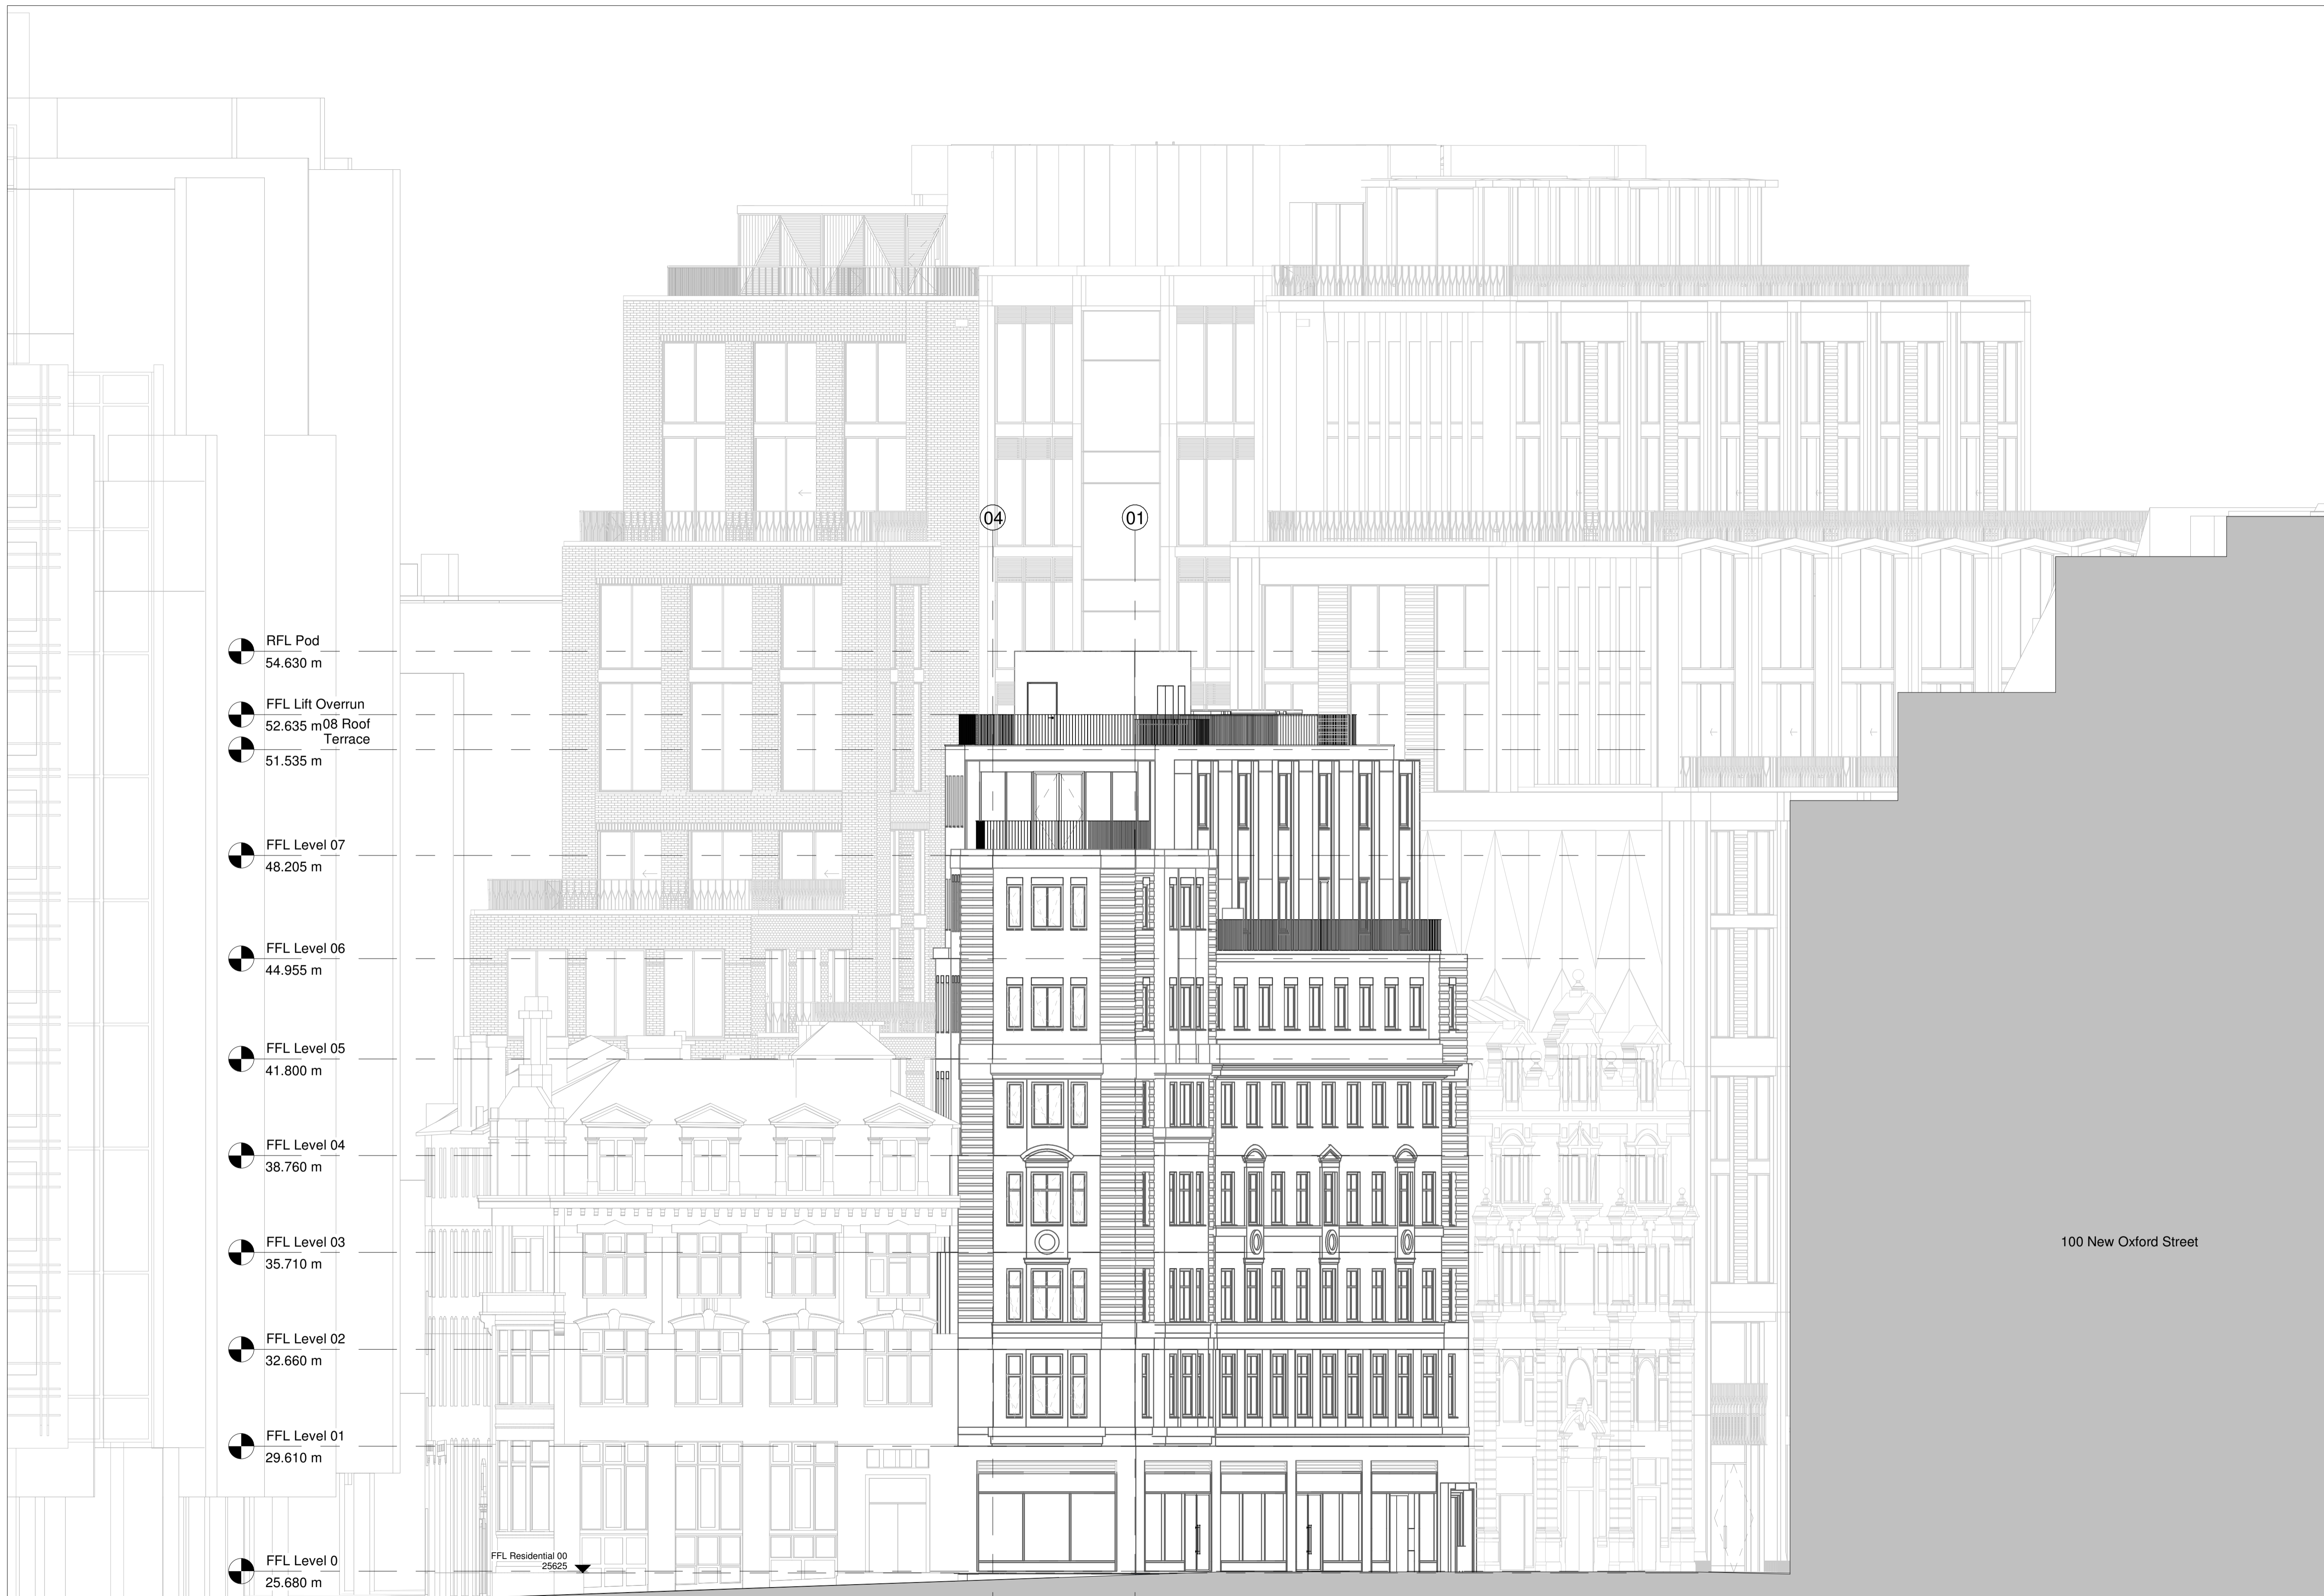 04
01
RFL Pod
54.630 m
FFL Lift Overrun
52.635 m
08 Roof
Terrace
51.535 m
FFL Level 07
48.205 m
FFL Level 06
44.955 m
FFL Level 05
41.800 m
FFL Level 04
38.760 m
FFL Level 03
35.710 m
100 New Oxford Street
FFL Level 02
32.660 m
FFL Level 01
29.610 m
FFL Residential 00
25625
FFL Level 0
25.680 m